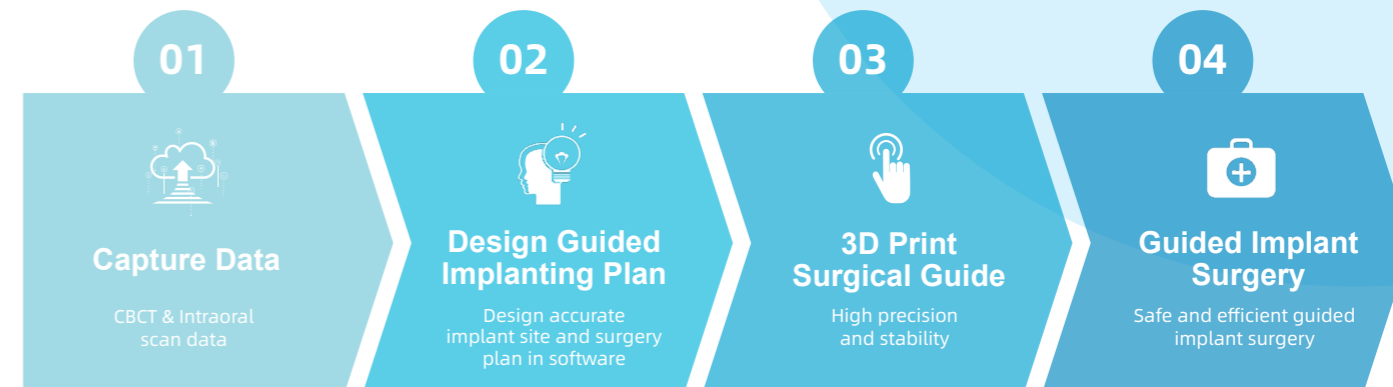 01
Capture Data
CBCT & Intraoral
scan data
02
Design Guided
Implanting Plan
Design accurate
implant site and surgery
plan in software
03
3D Print
Surgical Guide
High precision
and stability
04
Guided Implant
Surgery
Safe and efficient guided
implant surgery